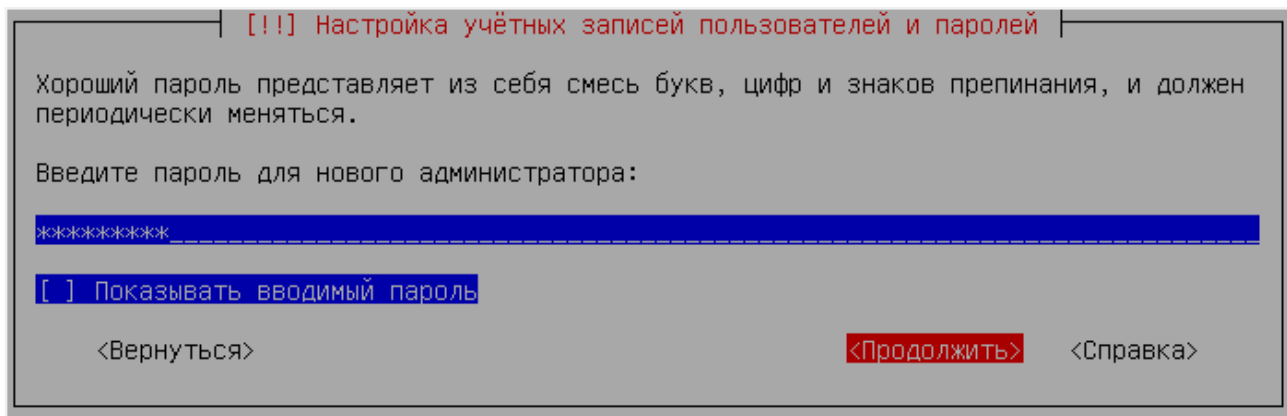 [!!] Настройка учётных записей пользователей и паролей
Хороший пароль представляет из себя смесь букв, цифр и знаков препинания, и должен
периодически меняться.
Введите пароль для нового администратора:
*********
[ ] Показывать вводимый пароль
<Вернуться> <Продолжить> <Справка>